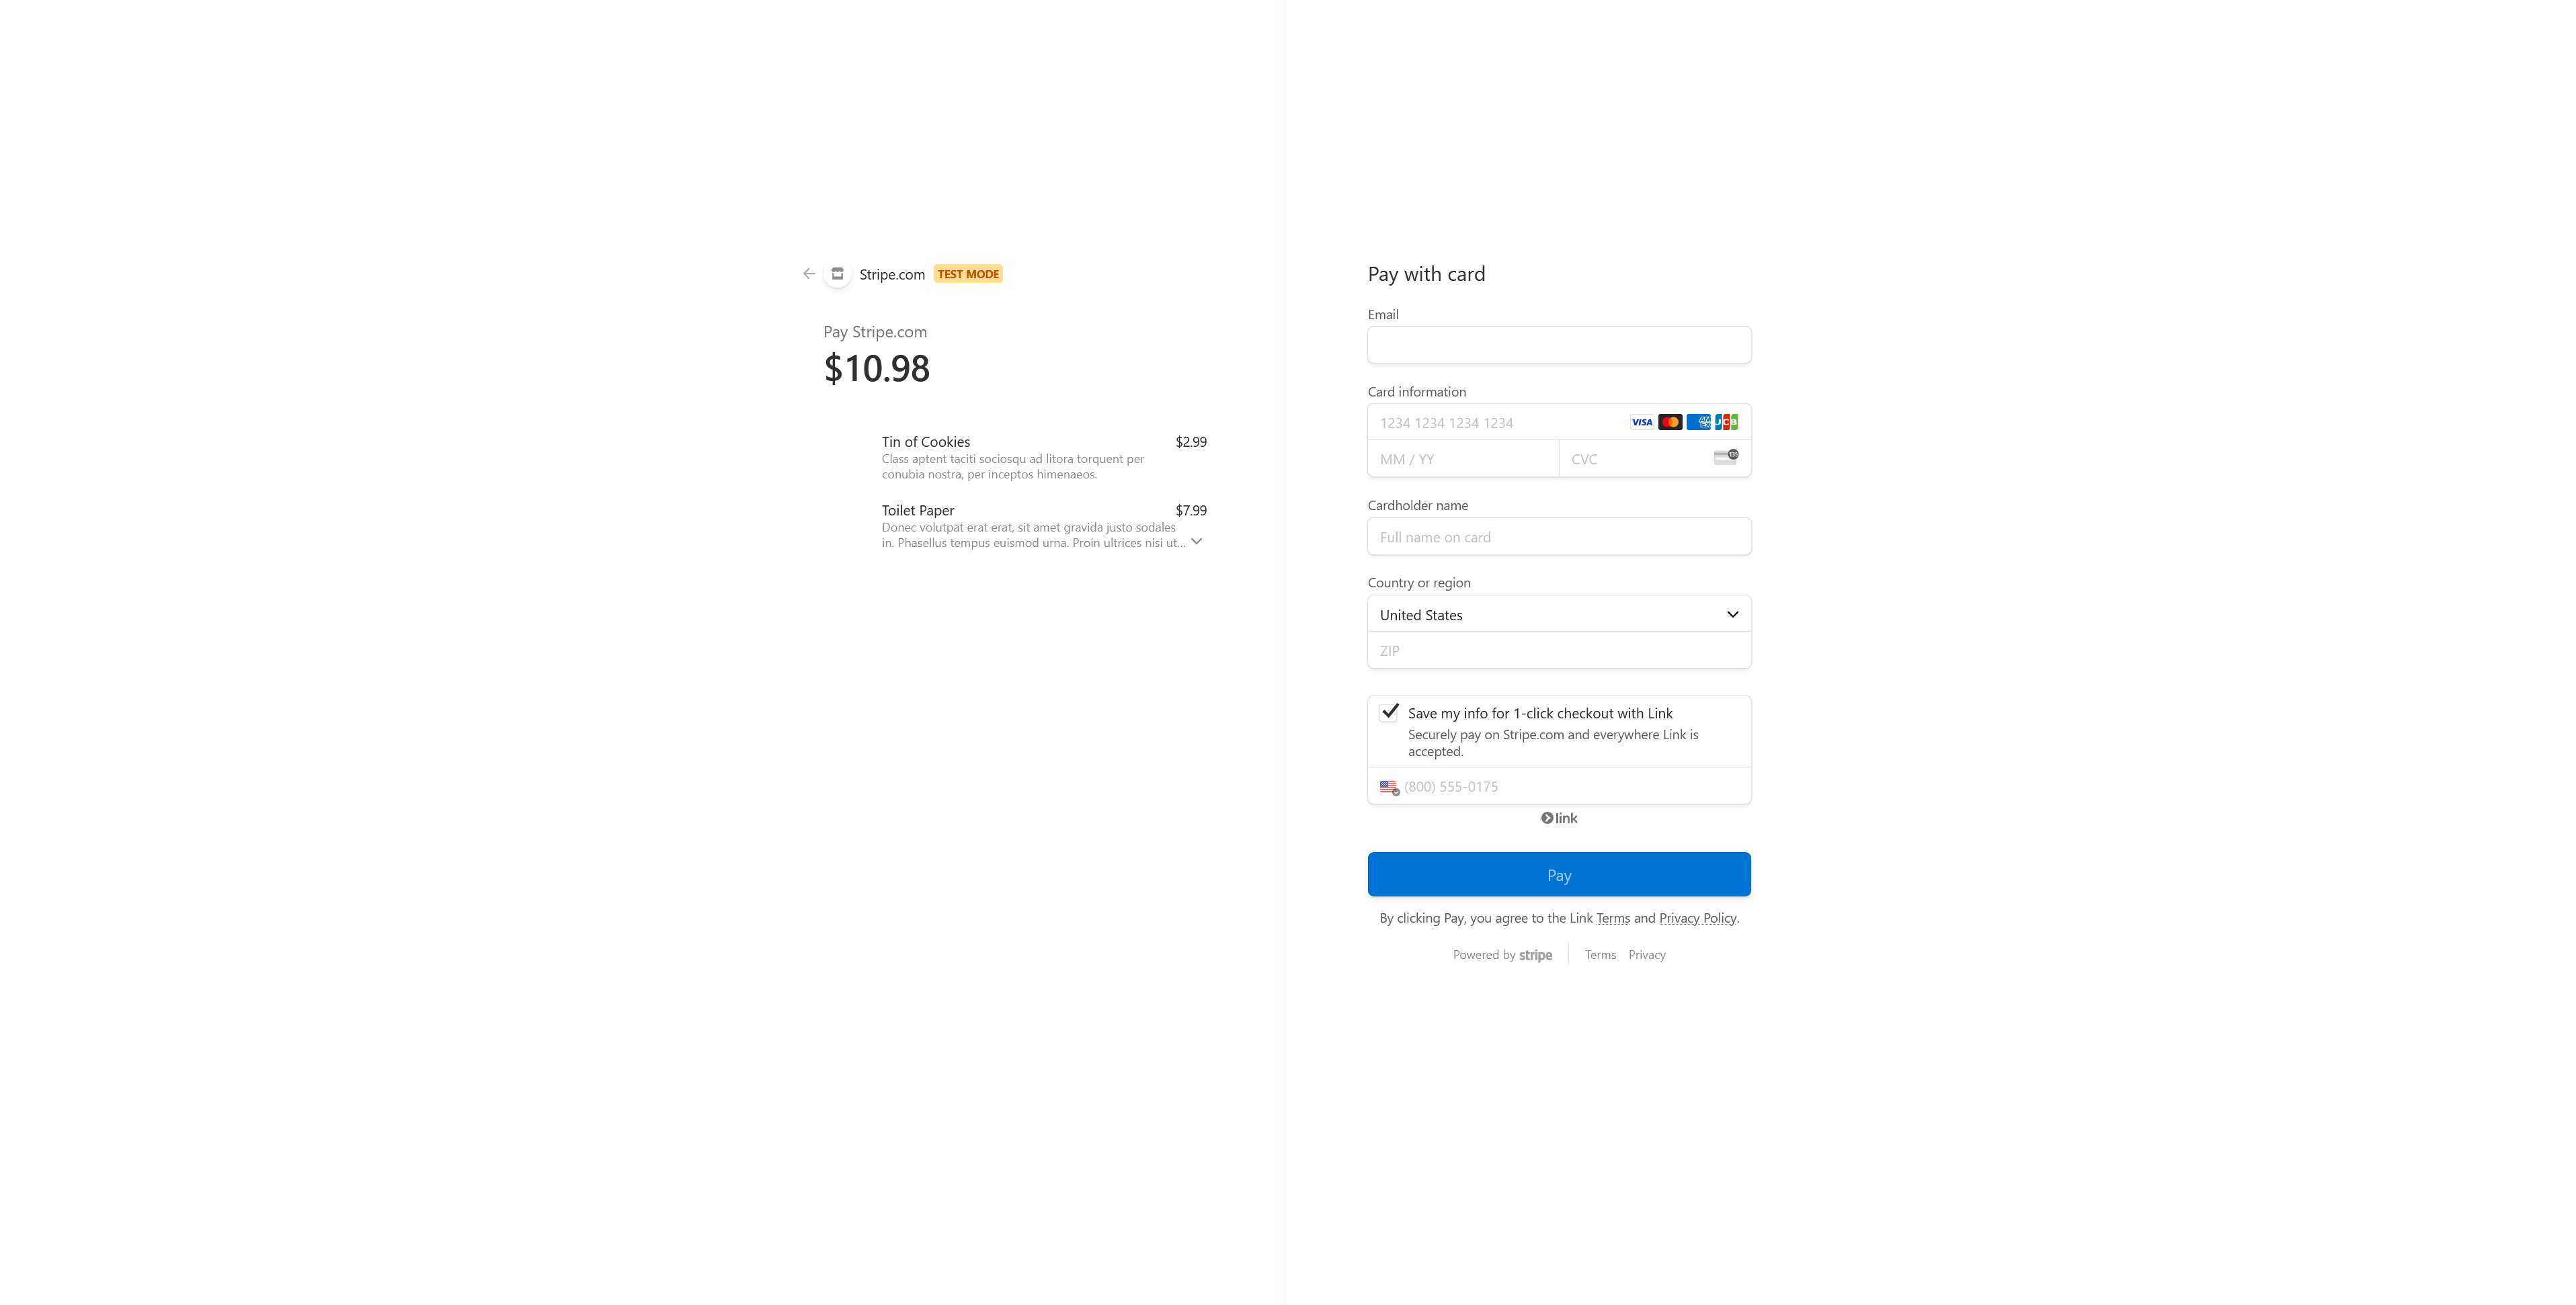 Stripe.com TEST MODE
Pay Stripe.com
$10.98
Tin of Cookies $2.99
Class aptent taciti sociosqu ad litora torquent per
conubia nostra, per inceptos himenaeos.
Toilet Paper $7.99
Donec volutpat erat erat, sit amet gravida justo sodales
in. Phasellus tempus euismod urna. Proin ultrices nisi ut...
Pay with card
Email
Card information
1234 1234 1234 1234 VISA AMEX JCB
MM / YY CVC 135
Cardholder name
Full name on card
Country or region
United States
ZIP
Save my info for 1-click checkout with Link
Securely pay on Stripe.com and everywhere Link is
accepted.
(800) 555-0175
link
Pay
By clicking Pay, you agree to the Link Terms and Privacy Policy.
Powered by stripe Terms Privacy